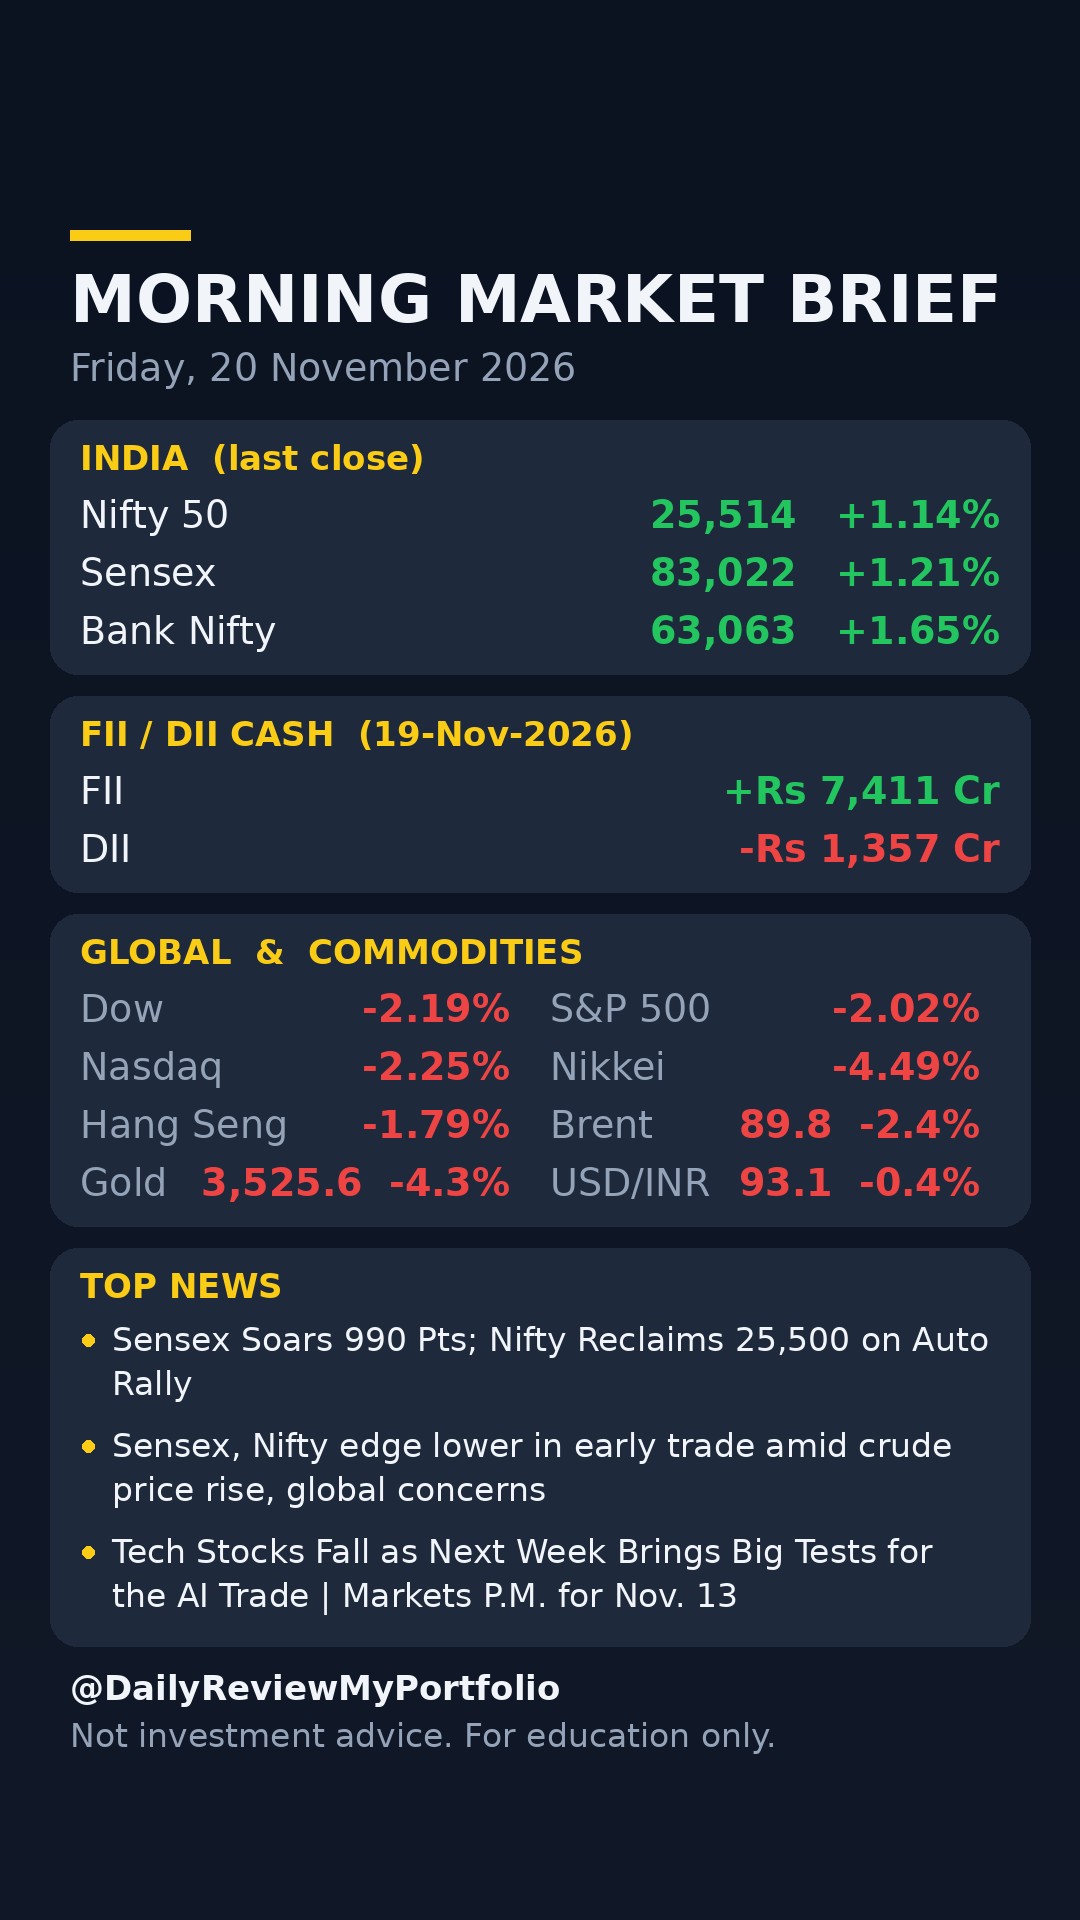 MORNING MARKET BRIEF
Friday, 20 November 2026
INDIA (last close)
Nifty 50 25,514 +1.14%
Sensex 83,022 +1.21%
Bank Nifty 63,063 +1.65%
FII / DII CASH (19-Nov-2026)
FII +Rs 7,411 Cr
DII -Rs 1,357 Cr
GLOBAL & COMMODITIES
Dow -2.19% S&P 500 -2.02%
Nasdaq -2.25% Nikkei -4.49%
Hang Seng -1.79% Brent 89.8 -2.4%
Gold 3,525.6 -4.3% USD/INR 93.1 -0.4%
TOP NEWS
Sensex Soars 990 Pts; Nifty Reclaims 25,500 on Auto
Rally
Sensex, Nifty edge lower in early trade amid crude
price rise, global concerns
Tech Stocks Fall as Next Week Brings Big Tests for
the AI Trade | Markets P.M. for Nov. 13
@DailyReviewMyPortfolio
Not investment advice. For education only.